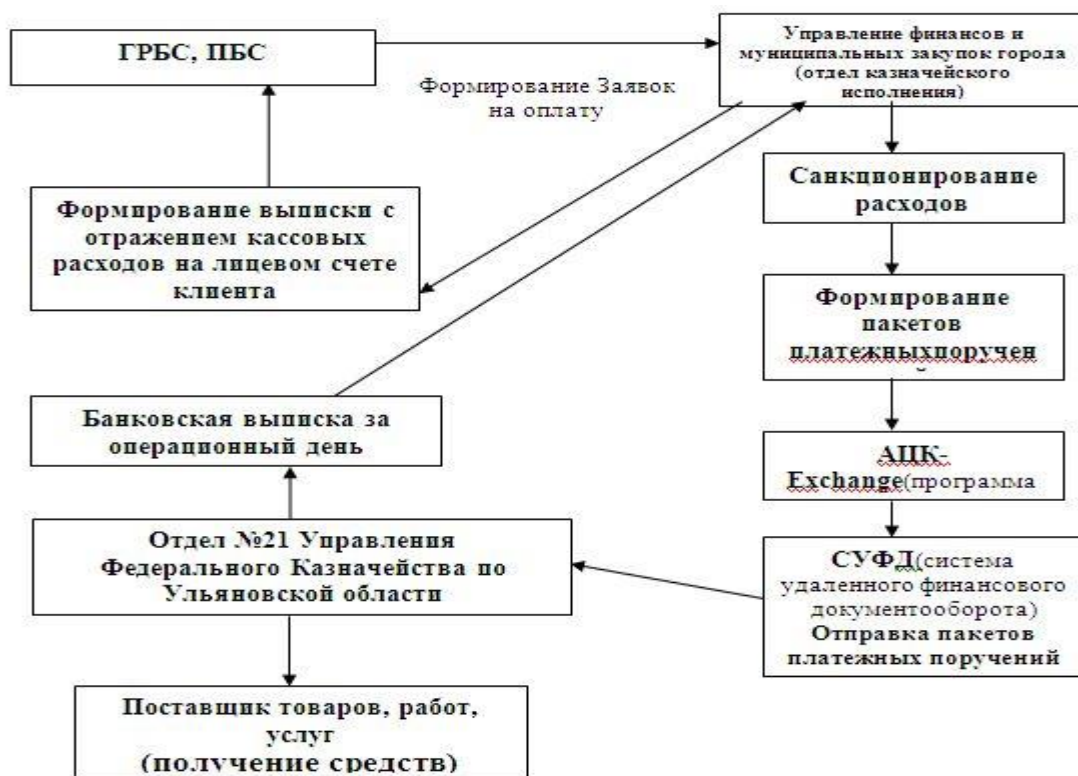 ГРБС, ПБС
Управление финансов и
муниципальных закупок города
(отдел казначейского
исполнения)
Формирование Заявок
на оплату
Санкционирование
расходов
Формирование выписки с
отражением кассовых
расходов на лицевом счете
клиента
Формирование
пакетов
платежныхпоручен
Банковская выписка за
операционный день
АЦК-
Exchange(программа
Отдел №21 Управления
Федерального Казначейства по
Ульяновской области
СУФД(система
удаленного финансового
документооборота)
Отправка пакетов
платежных поручений
Поставщик товаров, работ,
услуг
(получение средств)